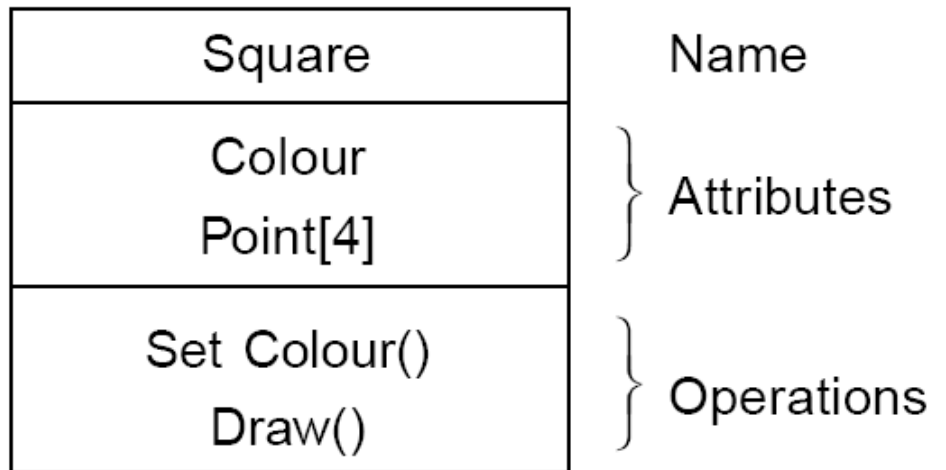 Square Name
Colour
Attributes
Point[4]
Set Colour()
Operations
Draw()